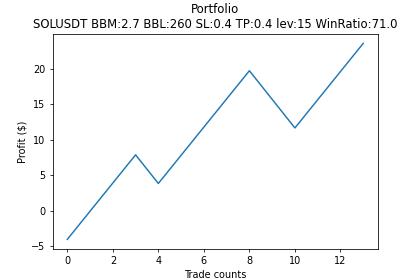 Portfolio
SOLUSDT BBM:2.7 BBL:260 SL:0.4 TP:0.4 lev:15 WinRatio:71.0
Profit ($)
20
15
10
5
0
−5
0 2 4 6 8 10 12
Trade counts